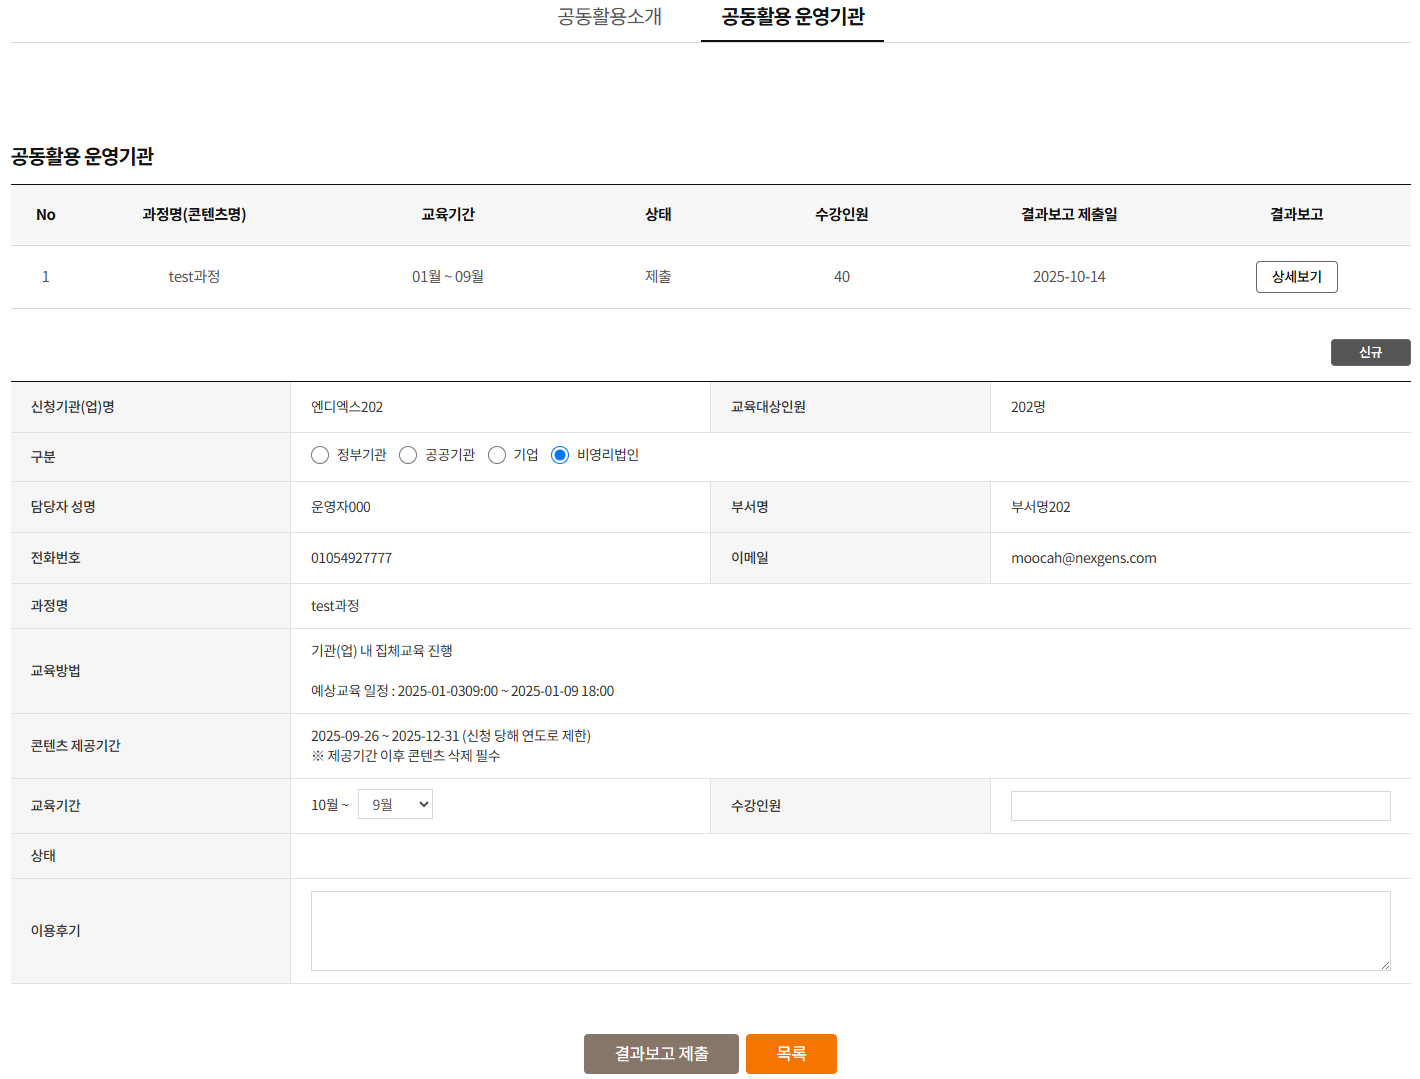 공동활용소개 공동활용 운영기관
공동활용 운영기관
No 과정명(콘텐츠명) 교육기간 상태 수강인원 결과보고 제출일 결과보고
1 test과정 01월 ~ 09월 제출 40 2025-10-14 상세보기
신규
신청기관(업)명 엔디엑스202 교육대상인원 202명
구분 정부기관 공공기관 기업 비영리법인
담당자 성명 운영자000 부서명 부서명202
전화번호 01054927777 이메일 moocah@nexgens.com
과정명 test과정
교육방법 기관(업) 내 집체교육 진행
예상교육 일정 : 2025-01-0309:00 ~ 2025-01-09 18:00
콘텐츠 제공기간 2025-09-26 ~ 2025-12-31 (신청 당해 연도로 제한)
※ 제공기간 이후 콘텐츠 삭제 필수
교육기간 10월 ~ 9월 수강인원
상태
이용후기
결과보고 제출 목록